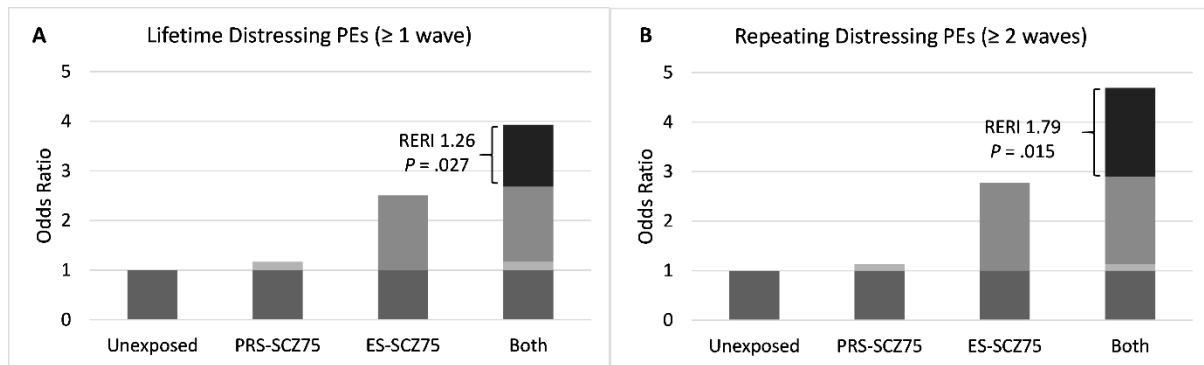 A
Lifetime Distressing PEs (≥ 1 wave)
5
4
3
2
1
0
Odds Ratio
RERI 1.26
P = .027
Unexposed
PRS-SCZ75
ES-SCZ75
Both
B
Repeating Distressing PEs (≥ 2 waves)
5
4
3
2
1
0
Odds Ratio
RERI 1.79
P = .015
Unexposed
PRS-SCZ75
ES-SCZ75
Both